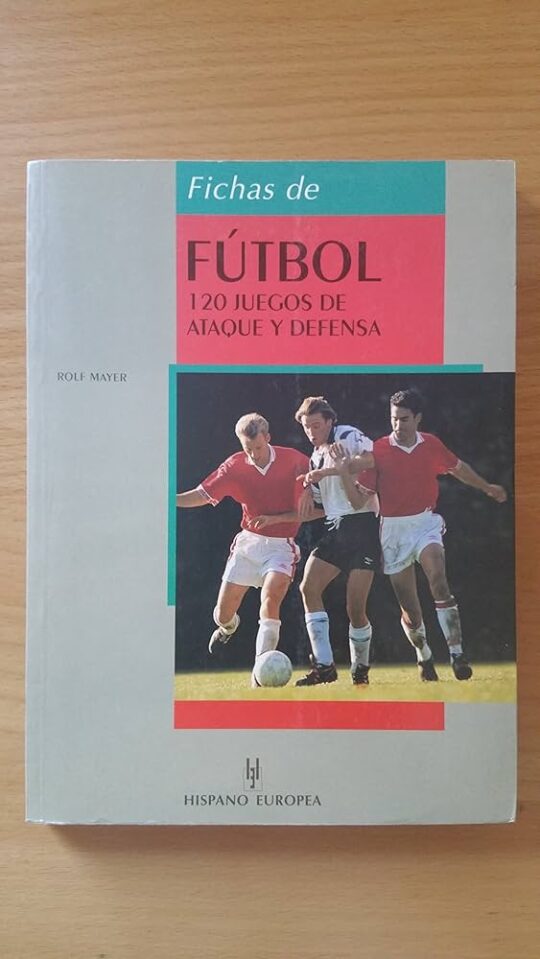 Fichas de
FÚTBOL
120 JUEGOS DE
ATAQUE Y DEFENSA
ROLF MAYER
HISPANO EUROPEA